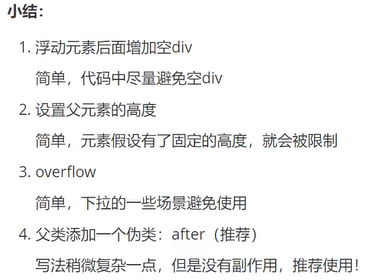 小结：
1. 浮动元素后面增加空div
简单，代码中尽量避免空div
2. 设置父元素的高度
简单，元素假设有了固定的高度，就会被限制
3. overflow
简单，下拉的一些场景避免使用
4. 父类添加一个伪类：after（推荐）
写法稍微复杂一点，但是没有副作用，推荐使用！